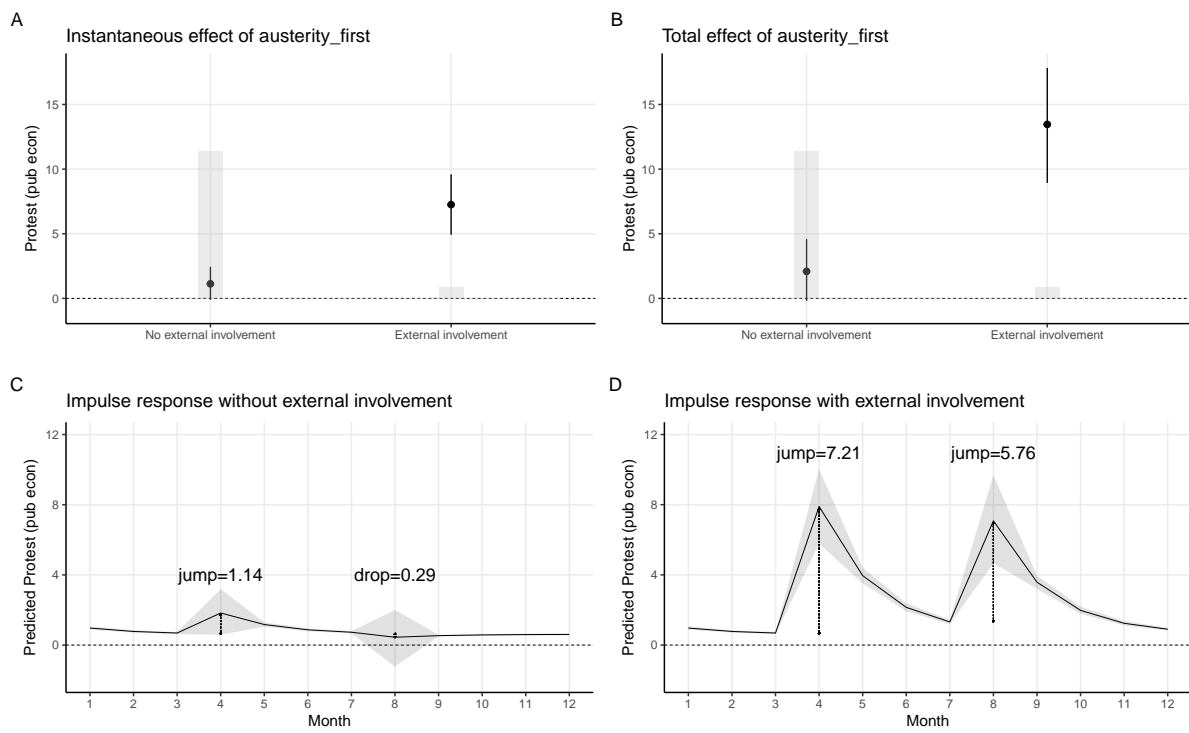 A
Instantaneous effect of austerity_first
Protest (pub econ)
15
10
5
0
No external involvement
External involvement
B
Total effect of austerity_first
Protest (pub econ)
15
10
5
0
No external involvement
External involvement
C
Impulse response without external involvement
Predicted Protest (pub econ)
12
8
4
0
jump=1.14
drop=0.29
1 2 3 4 5 6 7 8 9 10 11 12
Month
D
Impulse response with external involvement
Predicted Protest (pub econ)
12
8
4
0
jump=7.21
jump=5.76
1 2 3 4 5 6 7 8 9 10 11 12
Month